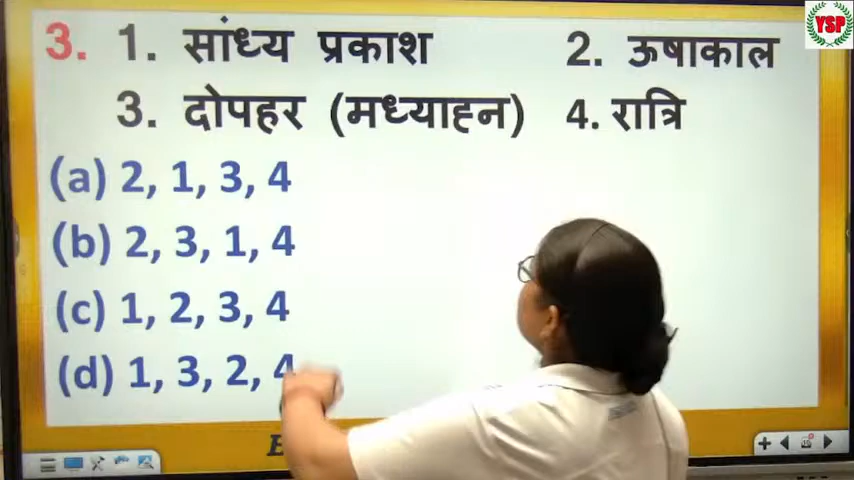 YSP
3. 1. सांध्य प्रकाश 2. ऊषाकाल
3. दोपहर (मध्याह्न) 4. रात्रि
(a) 2, 1, 3, 4
(b) 2, 3, 1, 4
(c) 1, 2, 3, 4
(d) 1, 3, 2, 4